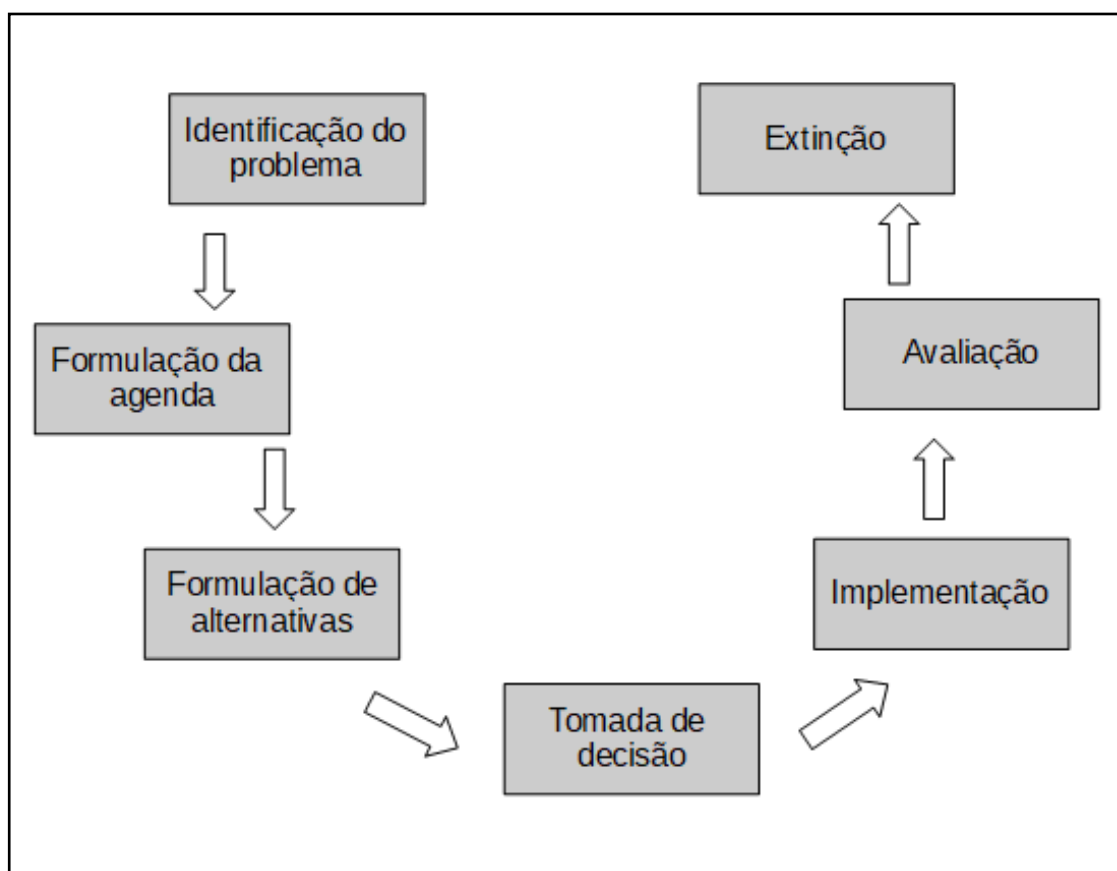 Identificação do
problema
Formulação da
agenda
Formulação de
alternativas
Tomada de
decisão
Implementação
Avaliação
Extinção